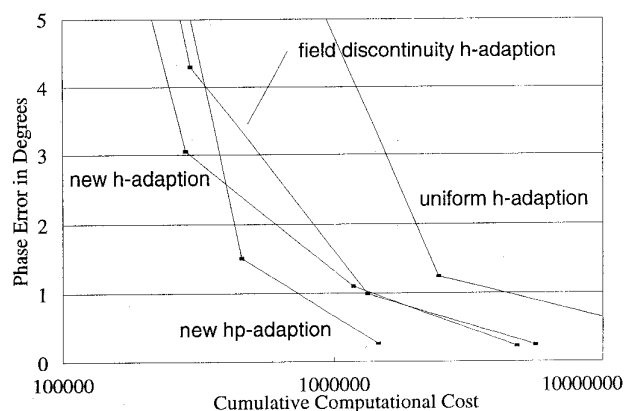 5
field discontinuity h-adaption
4
3
new h-adaption
uniform h-adaption
2
1
new hp-adaption
0
100000
1000000
10000000
Cumulative Computational Cost
Phase Error in Degrees